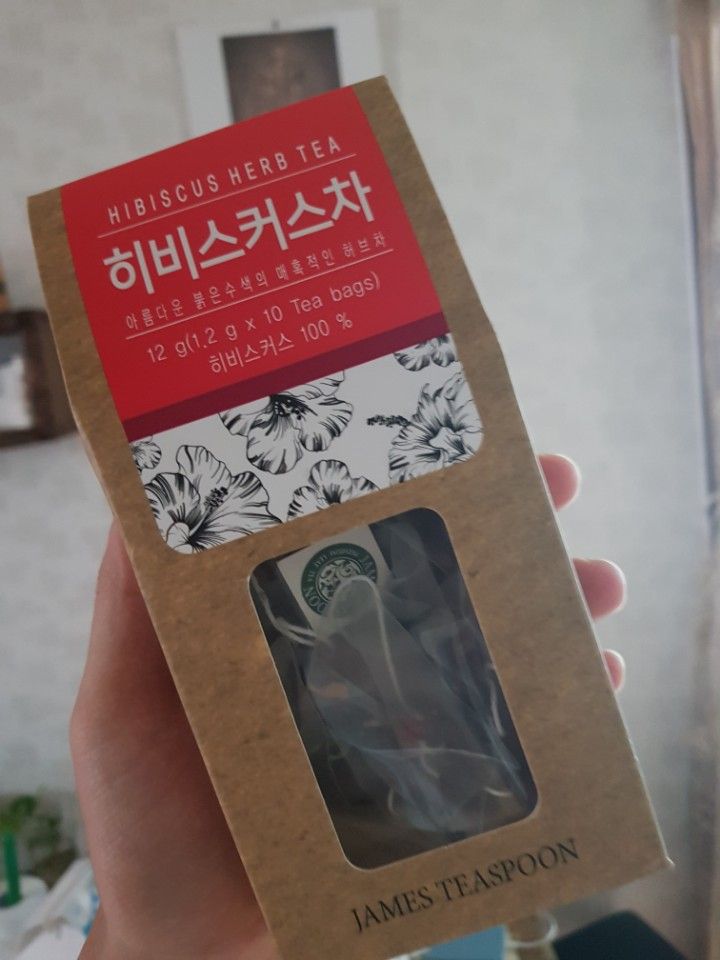 HIBISCUS HERB TEA
히비스커스차
아름다운 붉은수색의 매혹적인 허브차
12 g(1.2 g x 10 Tea bags)
히비스커스 100 %
JAMES TEASPOON